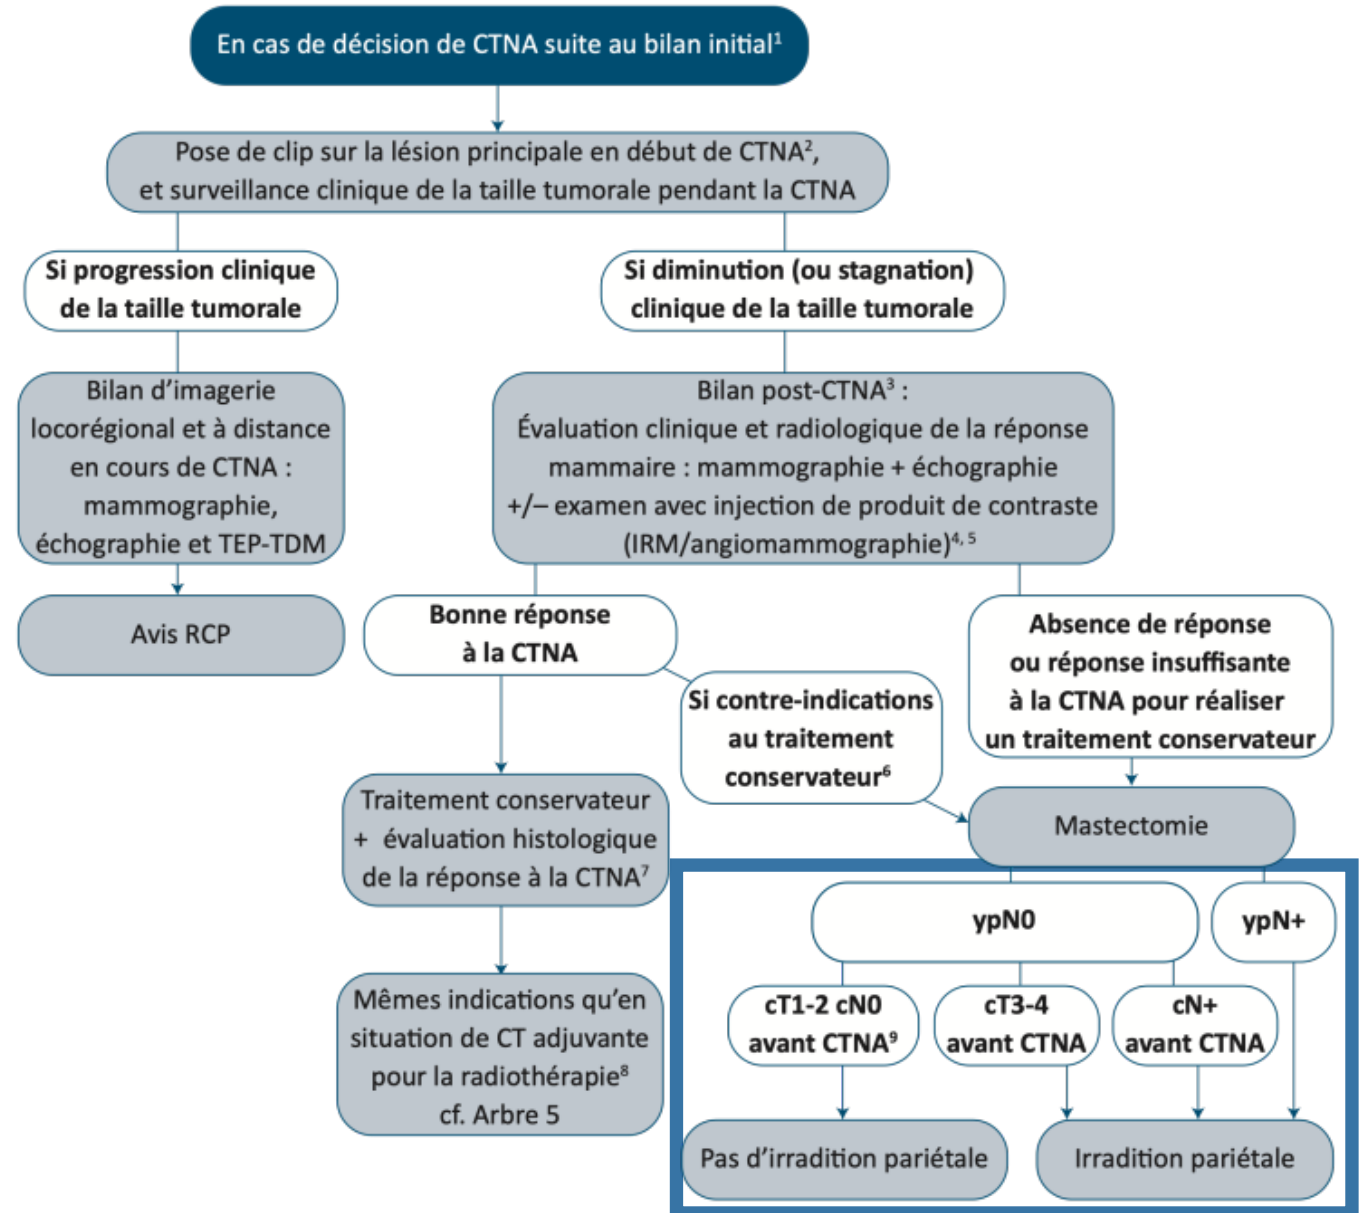 En cas de décision de CTNA suite au bilan initial¹
Pose de clip sur la lésion principale en début de CTNA²,
et surveillance clinique de la taille tumorale pendant la CTNA
Si progression clinique
de la taille tumorale
Si diminution (ou stagnation)
clinique de la taille tumorale
Bilan d’imagerie
locorégional et à distance
en cours de CTNA :
mammographie,
échographie et TEP-TDM
Bilan post-CTNA³ :
Évaluation clinique et radiologique de la réponse
mammaire : mammographie + échographie
+/– examen avec injection de produit de contraste
(IRM/angiomammographie)⁴, ⁵
Avis RCP
Bonne réponse
à la CTNA
Absence de réponse
ou réponse insuffisante
à la CTNA pour réaliser
un traitement conservateur
Si contre-indications
au traitement
conservateur⁶
Traitement conservateur
+ évaluation histologique
de la réponse à la CTNA⁷
Mastectomie
ypN0
ypN+
Mêmes indications qu’en
situation de CT adjuvante
pour la radiothérapie⁸
cf. Arbre 5
cT1-2 cN0
avant CTNA⁹
cT3-4
avant CTNA
cN+
avant CTNA
Pas d’irradition pariétale
Irradition pariétale